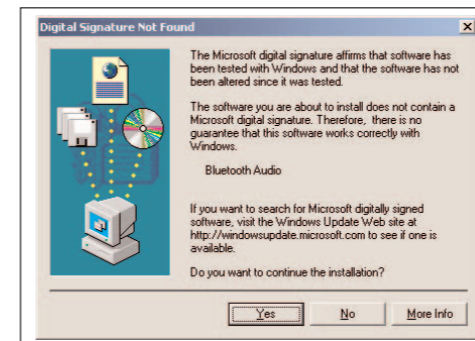 Digital Signature Not Found
The Microsoft digital signature affirms that software has
been tested with Windows and that the software has not
been altered since it was tested.
The software you are about to install does not contain a
Microsoft digital signature. Therefore, there is no
guarantee that this software works correctly with
Windows.
Bluetooth Audio
If you want to search for Microsoft digitally signed
software, visit the Windows Update Web site at
http://windowsupdate.microsoft.com to see if one is
available.
Do you want to continue the installation?
Yes No More Info